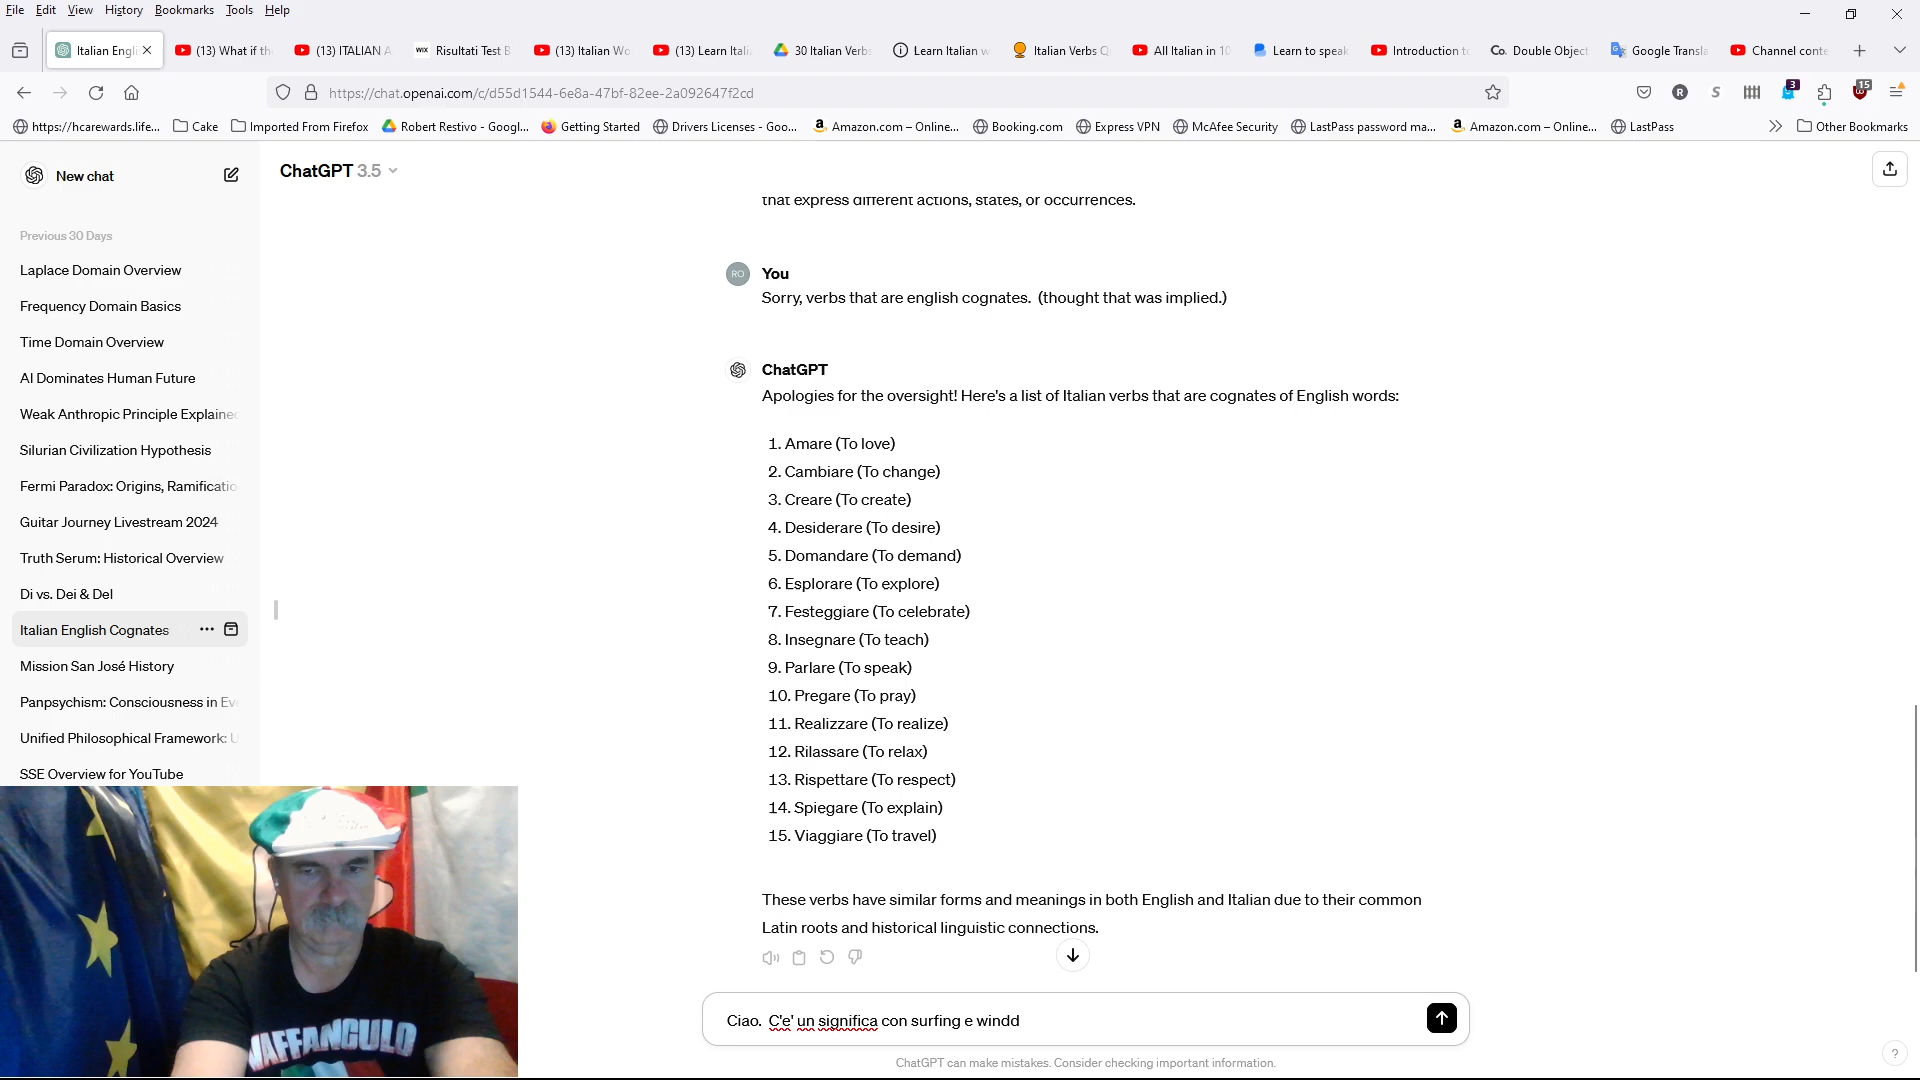 File Edit View History Bookmarks Tools Help
Italian Engli
(13) What if th
(13) ITALIAN A
WIX Risultati Test B
(13) Italian Wo
(13) Learn Itali
30 Italian Verb
Learn Italian w
Italian Verbs Q
All Italian in 10
Learn to speak
Introduction t
Co. Double Object
Google Transla
Channel conte
https://chat.openai.com/c/d55d1544-6e8a-47bf-82ee-2a092647f2cd
R S 3 15
https://hcarewards.life...
Cake
Imported From Firefox
Robert Restivo - Googl...
Getting Started
Drivers Licenses - Goo...
Amazon.com – Online...
Booking.com
Express VPN
McAfee Security
LastPass password ma...
Amazon.com – Online...
LastPass
Other Bookmarks
New chat
ChatGPT 3.5
Previous 30 Days
Laplace Domain Overview
Frequency Domain Basics
Time Domain Overview
AI Dominates Human Future
Weak Anthropic Principle Explained
Silurian Civilization Hypothesis
Fermi Paradox: Origins, Ramificatio
Guitar Journey Livestream 2024
Truth Serum: Historical Overview
Di vs. Dei & Del
Italian English Cognates
Mission San José History
Panpsychism: Consciousness in Ev
Unified Philosophical Framework: U
SSE Overview for YouTube
that express different actions, states, or occurrences.
RO You
Sorry, verbs that are english cognates. (thought that was implied.)
ChatGPT
Apologies for the oversight! Here's a list of Italian verbs that are cognates of English words:
1. Amare (To love)
2. Cambiare (To change)
3. Creare (To create)
4. Desiderare (To desire)
5. Domandare (To demand)
6. Esplorare (To explore)
7. Festeggiare (To celebrate)
8. Insegnare (To teach)
9. Parlare (To speak)
10. Pregare (To pray)
11. Realizzare (To realize)
12. Rilassare (To relax)
13. Rispettare (To respect)
14. Spiegare (To explain)
15. Viaggiare (To travel)
These verbs have similar forms and meanings in both English and Italian due to their common
Latin roots and historical linguistic connections.
Ciao. C'e' un significa con surfing e windd
ChatGPT can make mistakes. Consider checking important information.
?
VAFFANGULO